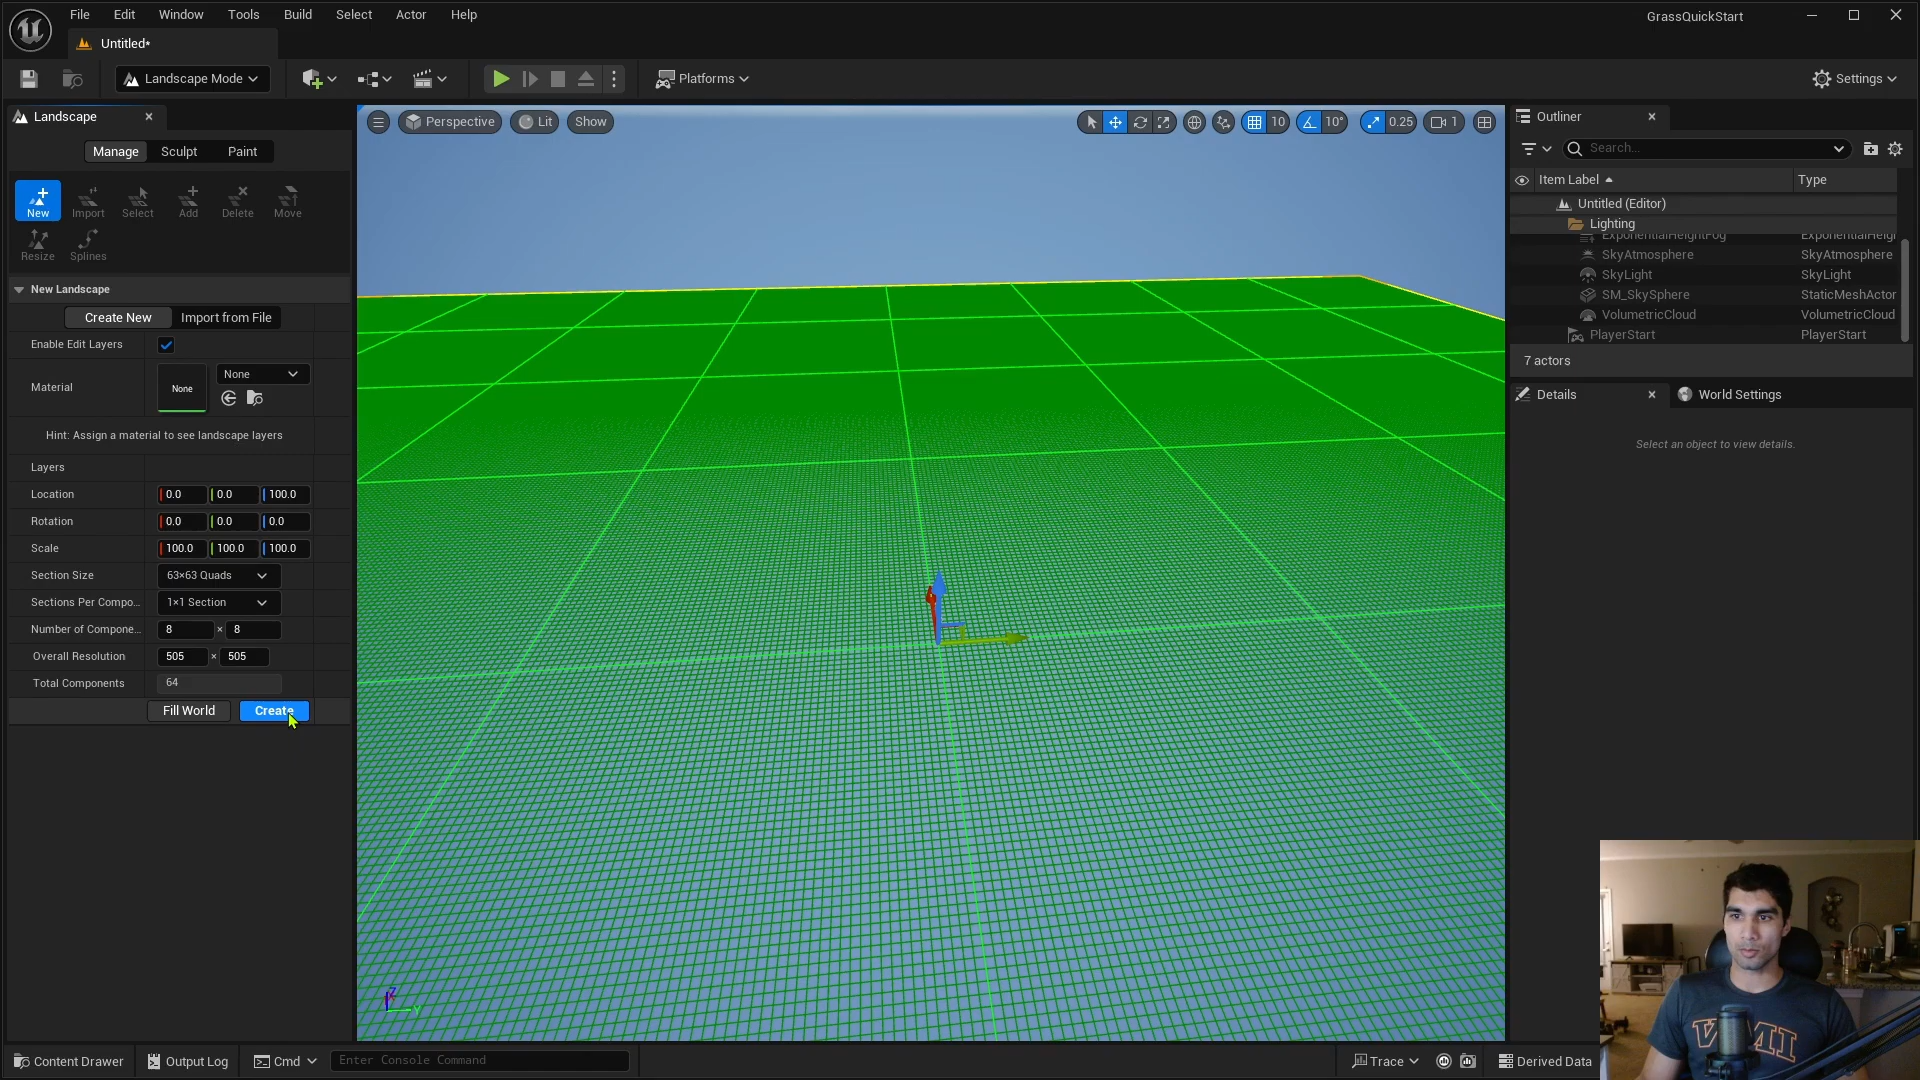 File Edit Window Tools Build Select Actor Help
GrassQuickStart
Untitled*
Landscape Mode
Platforms
Settings
Landscape
Manage Sculpt Paint
New Import Select Add Delete Move
Resize Splines
New Landscape
Create New Import from File
Enable Edit Layers
Material
None
None
Hint: Assign a material to see landscape layers
Layers
Location 0.0 0.0 100.0
Rotation 0.0 0.0 0.0
Scale 100.0 100.0 100.0
Section Size 63×63 Quads
Sections Per Compo... 1×1 Section
Number of Compone... 8 × 8
Overall Resolution 505 × 505
Total Components 64
Fill World Create
Perspective Lit Show
10 10° 0.25 1
Z
Y
Outliner
Search...
Item Label Type
Untitled (Editor)
Lighting
ExponentialHeightFog ExponentialHeigl
SkyAtmosphere SkyAtmosphere
SkyLight SkyLight
SM_SkySphere StaticMeshActor
VolumetricCloud VolumetricCloud
PlayerStart PlayerStart
7 actors
Details World Settings
Select an object to view details.
VMI
Content Drawer Output Log Cmd Enter Console Command
Trace Derived Data